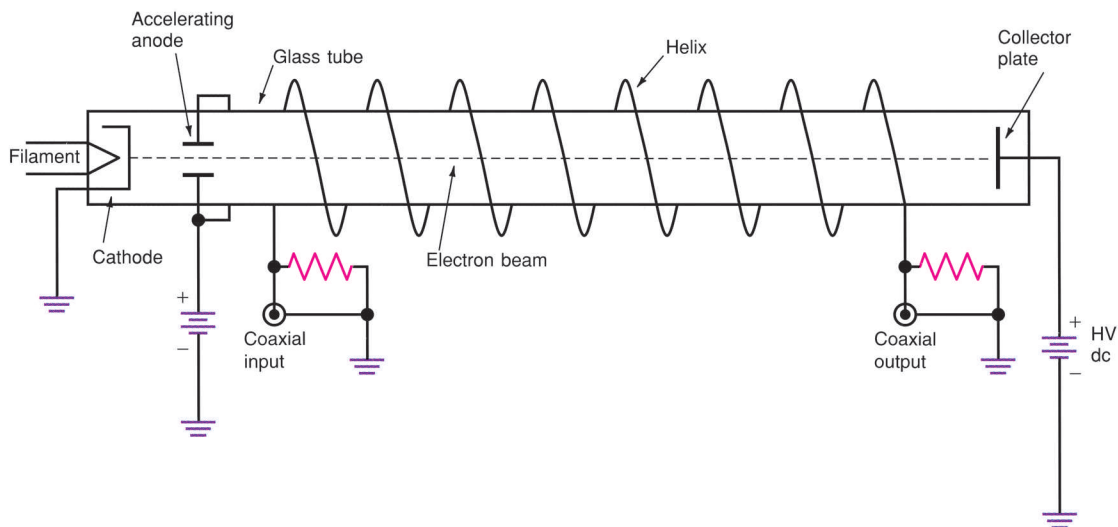 Accelerating
anode
Glass tube
Helix
Collector
plate
Filament
Cathode
Electron beam
+
−
Coaxial
input
Coaxial
output
+
−
HV
dc